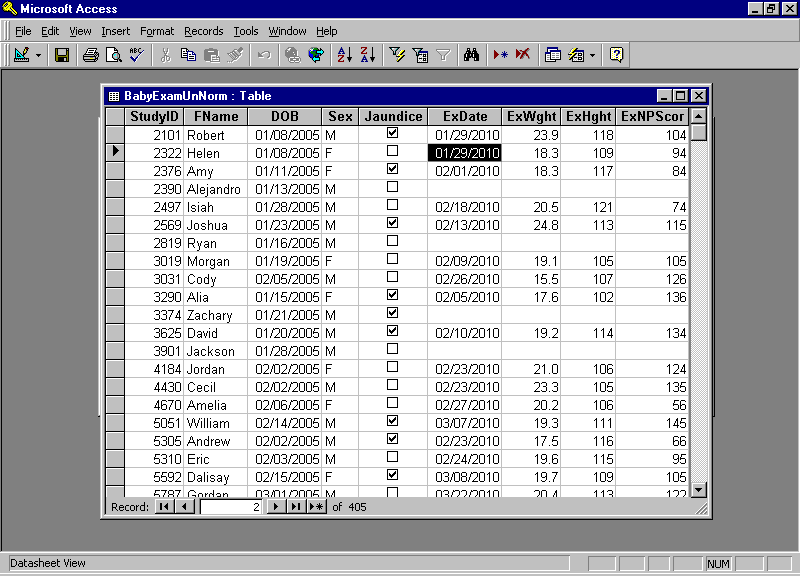 Microsoft Access
File Edit View Insert Format Records Tools Window Help
BabyExamUnNorm : Table
StudyID FName DOB Sex Jaundice ExDate ExWght ExHght ExNPScor
2101 Robert 01/08/2005 M 01/29/2010 23.9 118 104
2322 Helen 01/08/2005 F 01/29/2010 18.3 109 94
2376 Amy 01/11/2005 F 02/01/2010 18.3 117 84
2390 Alejandro 01/13/2005 M
2497 Isiah 01/28/2005 M 02/18/2010 20.5 121 74
2569 Joshua 01/23/2005 M 02/13/2010 24.8 113 115
2819 Ryan 01/16/2005 M
3019 Morgan 01/19/2005 F 02/09/2010 19.1 105 105
3031 Cody 02/05/2005 M 02/26/2010 15.5 107 126
3290 Alia 01/15/2005 F 02/05/2010 17.6 102 136
3374 Zachary 01/21/2005 M
3625 David 01/20/2005 M 02/10/2010 19.2 114 134
3901 Jackson 01/28/2005 M
4184 Jordan 02/02/2005 F 02/23/2010 21.0 106 124
4430 Cecil 02/02/2005 M 02/23/2010 23.3 105 135
4670 Amelia 02/06/2005 F 02/27/2010 20.2 106 56
5051 William 02/14/2005 M 03/07/2010 19.3 111 145
5305 Andrew 02/02/2005 M 02/23/2010 17.5 116 66
5310 Eric 02/03/2005 M 02/24/2010 19.6 115 95
5592 Dalisay 02/15/2005 F 03/08/2010 19.7 109 105
5787 Gordan 03/01/2005 M 03/22/2010 20.4 113 122
Record: 2 of 405
Datasheet View NUM